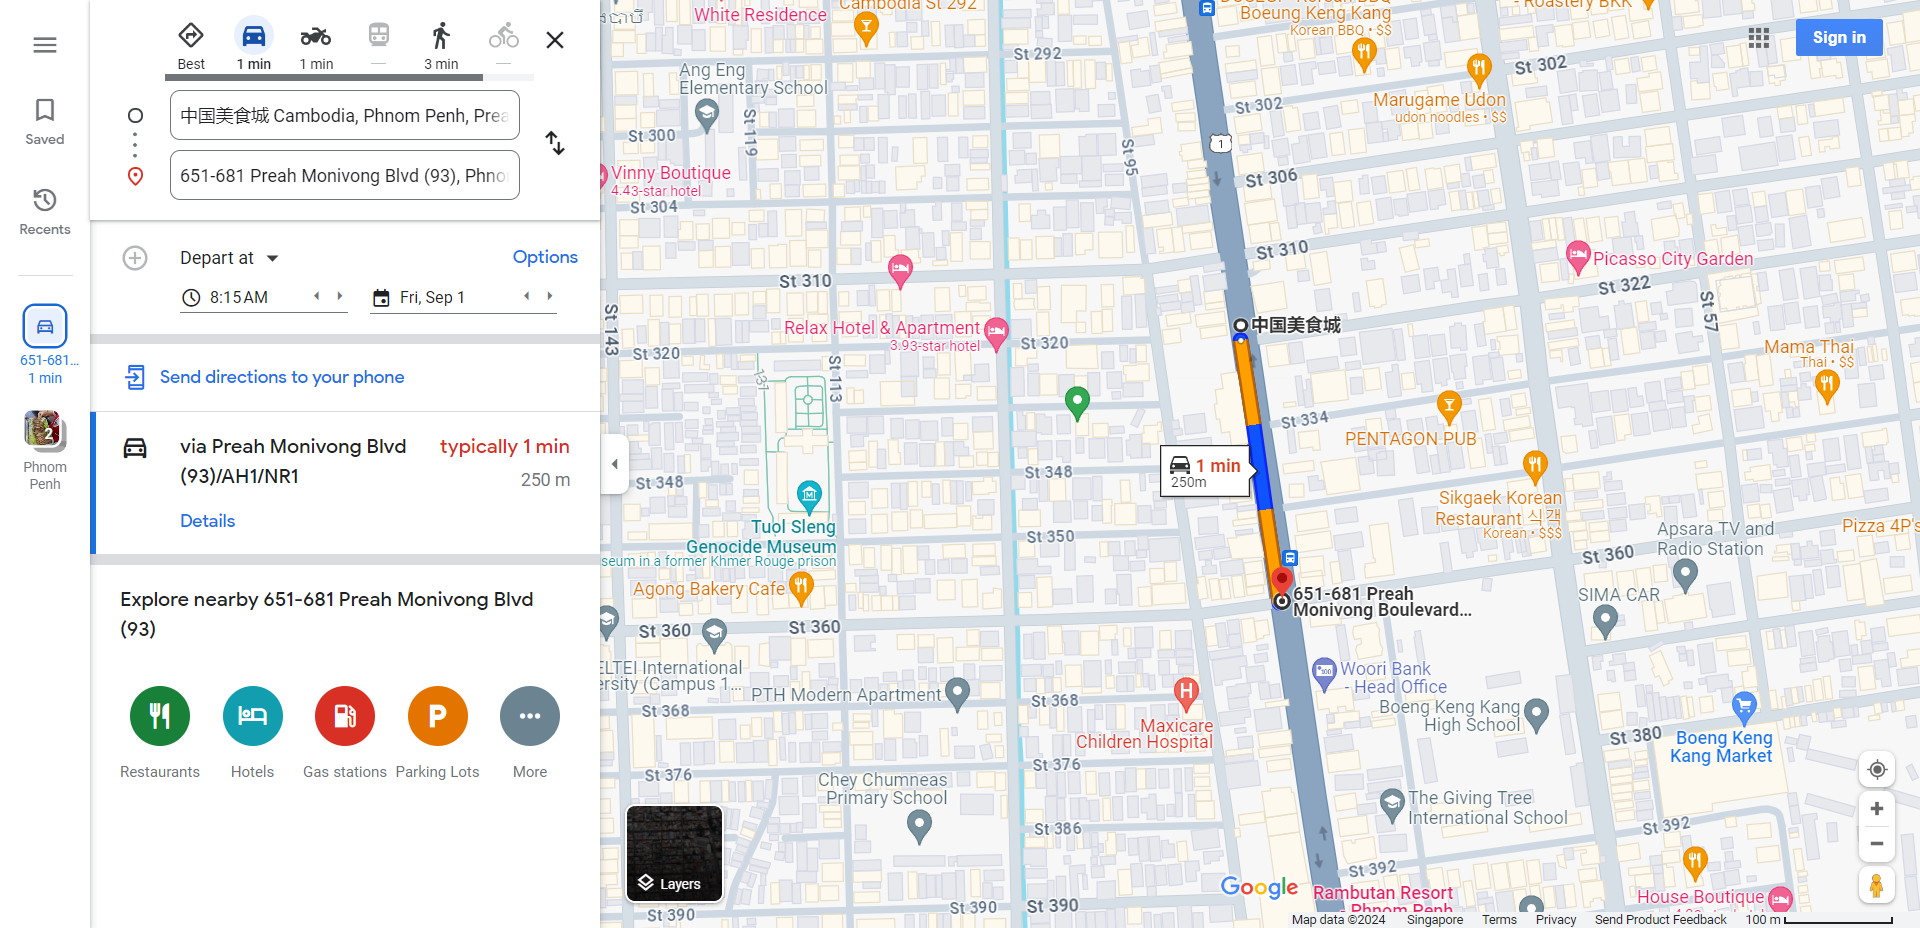 Best
1 min
1 min
3 min
中国美食城 Cambodia, Phnom Penh, Prea
651-681 Preah Monivong Blvd (93), Phno
Saved
Recents
651-681...
1 min
2
Phnom
Penh
Depart at
Options
8:15 AM
Fri, Sep 1
Send directions to your phone
via Preah Monivong Blvd
(93)/AH1/NR1
typically 1 min
250 m
Details
Explore nearby 651-681 Preah Monivong Blvd
(93)
Restaurants
Hotels
Gas stations
Parking Lots
More
Sign in
White Residence
Cambodia St 292
Boeung Keng Kang
Korean BBQ • $$
- Roastery BKK
St 292
St 302
St 302
Ang Eng
Elementary School
Marugame Udon
udon noodles • $$
St 300
St 119
St 95
1
Vinny Boutique
4.43-star hotel
St 304
St 306
St 310
St 310
Picasso City Garden
St 322
St 57
St 143
Relax Hotel & Apartment
3.93-star hotel
St 320
St 320
中国美食城
Mama Thai
Thai • $$
131
St 113
St 334
PENTAGON PUB
1 min
250m
St 348
St 348
Sikgaek Korean
Restaurant 식객
Korean • $$$
Tuol Sleng
Genocide Museum
seum in a former Khmer Rouge prison
St 350
Apsara TV and
Radio Station
Pizza 4P's
St 360
Agong Bakery Cafe
651-681 Preah
Monivong Boulevard...
SIMA CAR
St 360
St 360
ELTEI International
ersity (Campus 1...
PTH Modern Apartment
Woori Bank
- Head Office
St 368
St 368
H
Maxicare
Children Hospital
Boeng Keng Kang
High School
St 380
Boeng Keng
Kang Market
St 376
St 376
Chey Chumneas
Primary School
The Giving Tree
International School
St 386
St 392
St 392
Layers
Google
Rambutan Resort
- Phnom Penh
House Boutique
St 390
St 390
St 390
Map data ©2024
Singapore
Terms
Privacy
Send Product Feedback
100 m